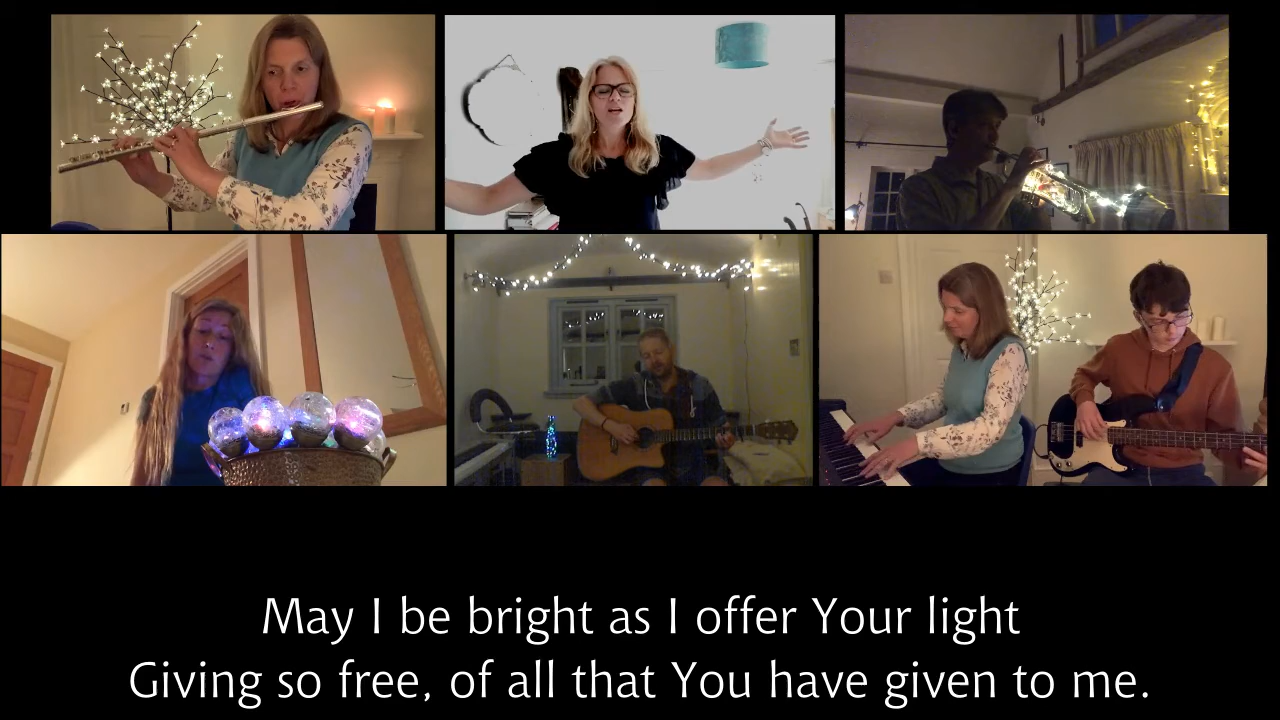 May I be bright as I offer Your light
Giving so free, of all that You have given to me.